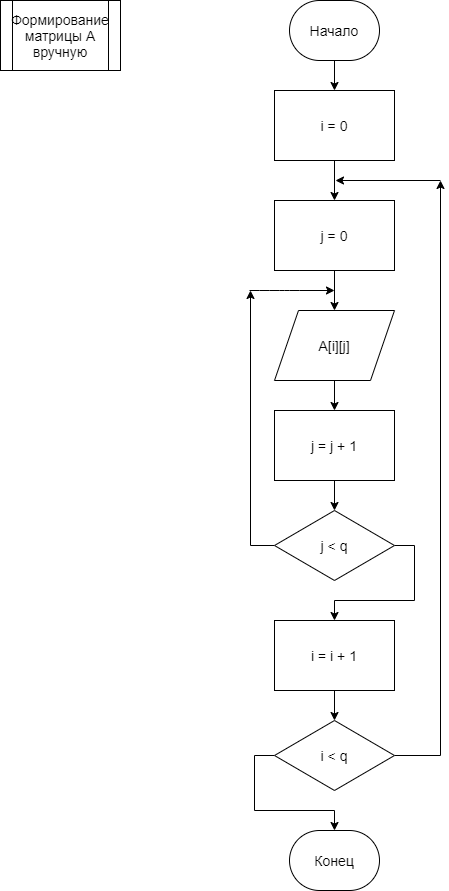 Формирование
матрицы А
вручную
Начало
i = 0
j = 0
A[i][j]
j = j + 1
j < q
i = i + 1
i < q
Конец